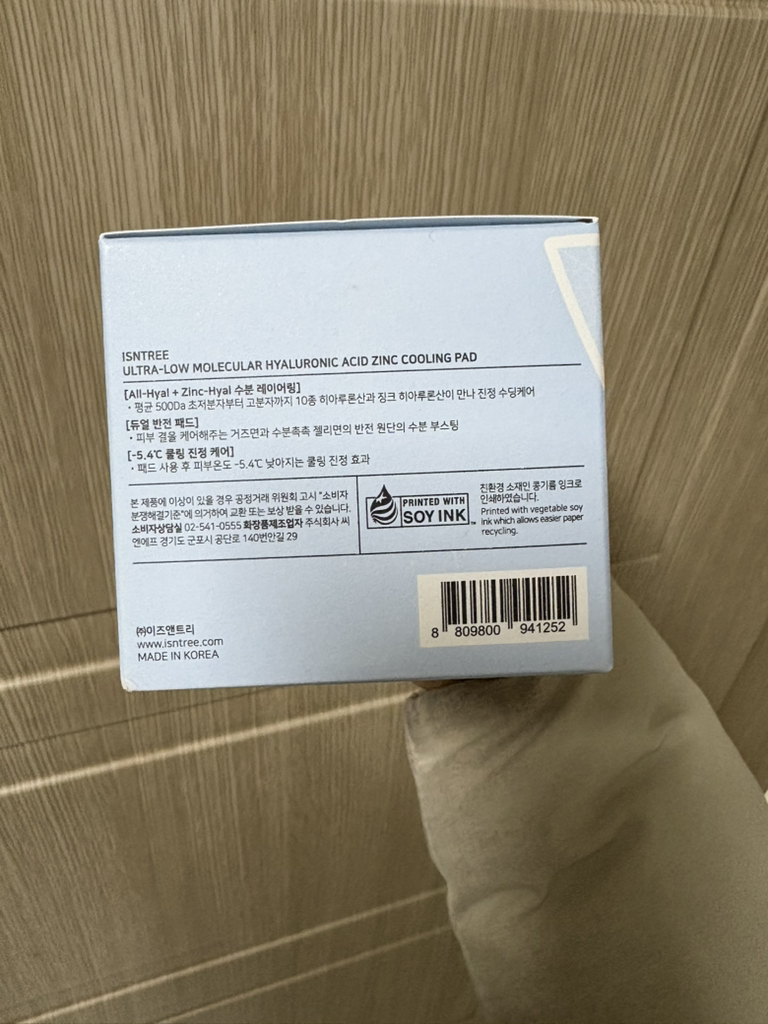 ISNTREE
ULTRA-LOW MOLECULAR HYALURONIC ACID ZINC COOLING PAD
[All-Hyal + Zinc-Hyal 수분 레이어링]
• 평균 500Da 초저분자부터 고분자까지 10종 히아루론산과 징크 히아루론산이 만나 진정 수딩케어
[듀얼 반전 패드]
• 피부 결을 케어해주는 거즈면과 수분촉촉 젤리면의 반전 원단의 수분 부스팅
[-5.4℃ 쿨링 진정 케어]
• 패드 사용 후 피부온도 -5.4℃ 낮아지는 쿨링 진정 효과
본 제품에 이상이 있을 경우 공정거래 위원회 고시 "소비자
분쟁해결기준"에 의거하여 교환 또는 보상 받을 수 있습니다.
소비자상담실 02-541-0555 화장품제조업자 주식회사 씨
엔에프 경기도 군포시 공단로 140번안길 29
PRINTED WITH
SOY INK™
친환경 소재인 콩기름 잉크로
인쇄하였습니다.
Printed with vegetable soy
ink which allows easier paper
recycling.
㈜이즈앤트리
www.isntree.com
MADE IN KOREA
8 809800 941252